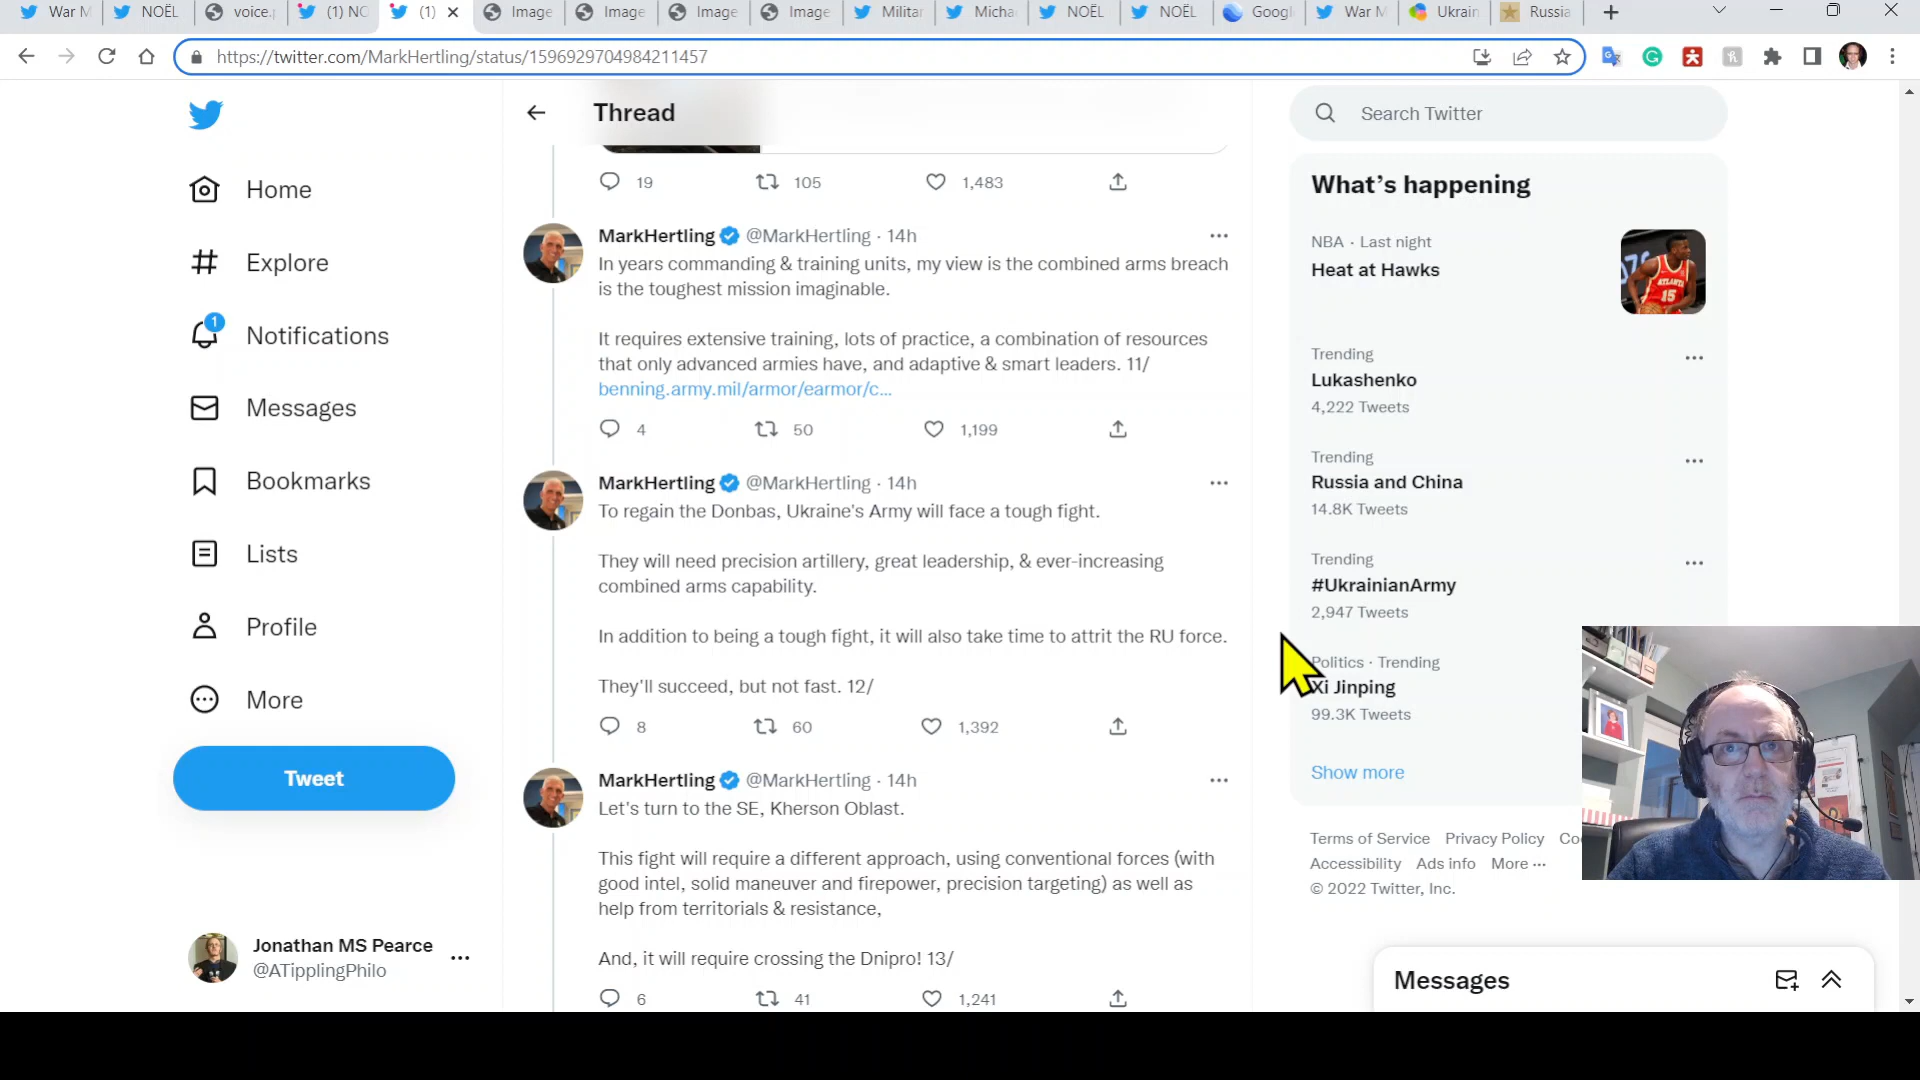 War M
NOËL
voice.
(1) NO
(1)
Image
Image
Image
Image
Militar
Micha
NOËL
NOËL
Googl
War M
Ukrain
Russia
https://twitter.com/MarkHertling/status/1596929704984211457
Thread
Search Twitter
Home
Explore
1
Notifications
Messages
Bookmarks
Lists
Profile
More
Tweet
Jonathan MS Pearce
@ATipplingPhilo
19 105 1,483
MarkHertling @MarkHertling · 14h
In years commanding & training units, my view is the combined arms breach
is the toughest mission imaginable.
It requires extensive training, lots of practice, a combination of resources
that only advanced armies have, and adaptive & smart leaders. 11/
benning.army.mil/armor/earmor/c...
4 50 1,199
MarkHertling @MarkHertling · 14h
To regain the Donbas, Ukraine's Army will face a tough fight.
They will need precision artillery, great leadership, & ever-increasing
combined arms capability.
In addition to being a tough fight, it will also take time to attrit the RU force.
They'll succeed, but not fast. 12/
8 60 1,392
MarkHertling @MarkHertling · 14h
Let's turn to the SE, Kherson Oblast.
This fight will require a different approach, using conventional forces (with
good intel, solid maneuver and firepower, precision targeting) as well as
help from territorials & resistance,
And, it will require crossing the Dnipro! 13/
6 41 1,241
What's happening
NBA · Last night
Heat at Hawks
ATLANTA
15
Trending
Lukashenko
4,222 Tweets
Trending
Russia and China
14.8K Tweets
Trending
#UkrainianArmy
2,947 Tweets
Politics · Trending
Xi Jinping
99.3K Tweets
Show more
Terms of Service Privacy Policy Co
Accessibility Ads info More ···
© 2022 Twitter, Inc.
Messages